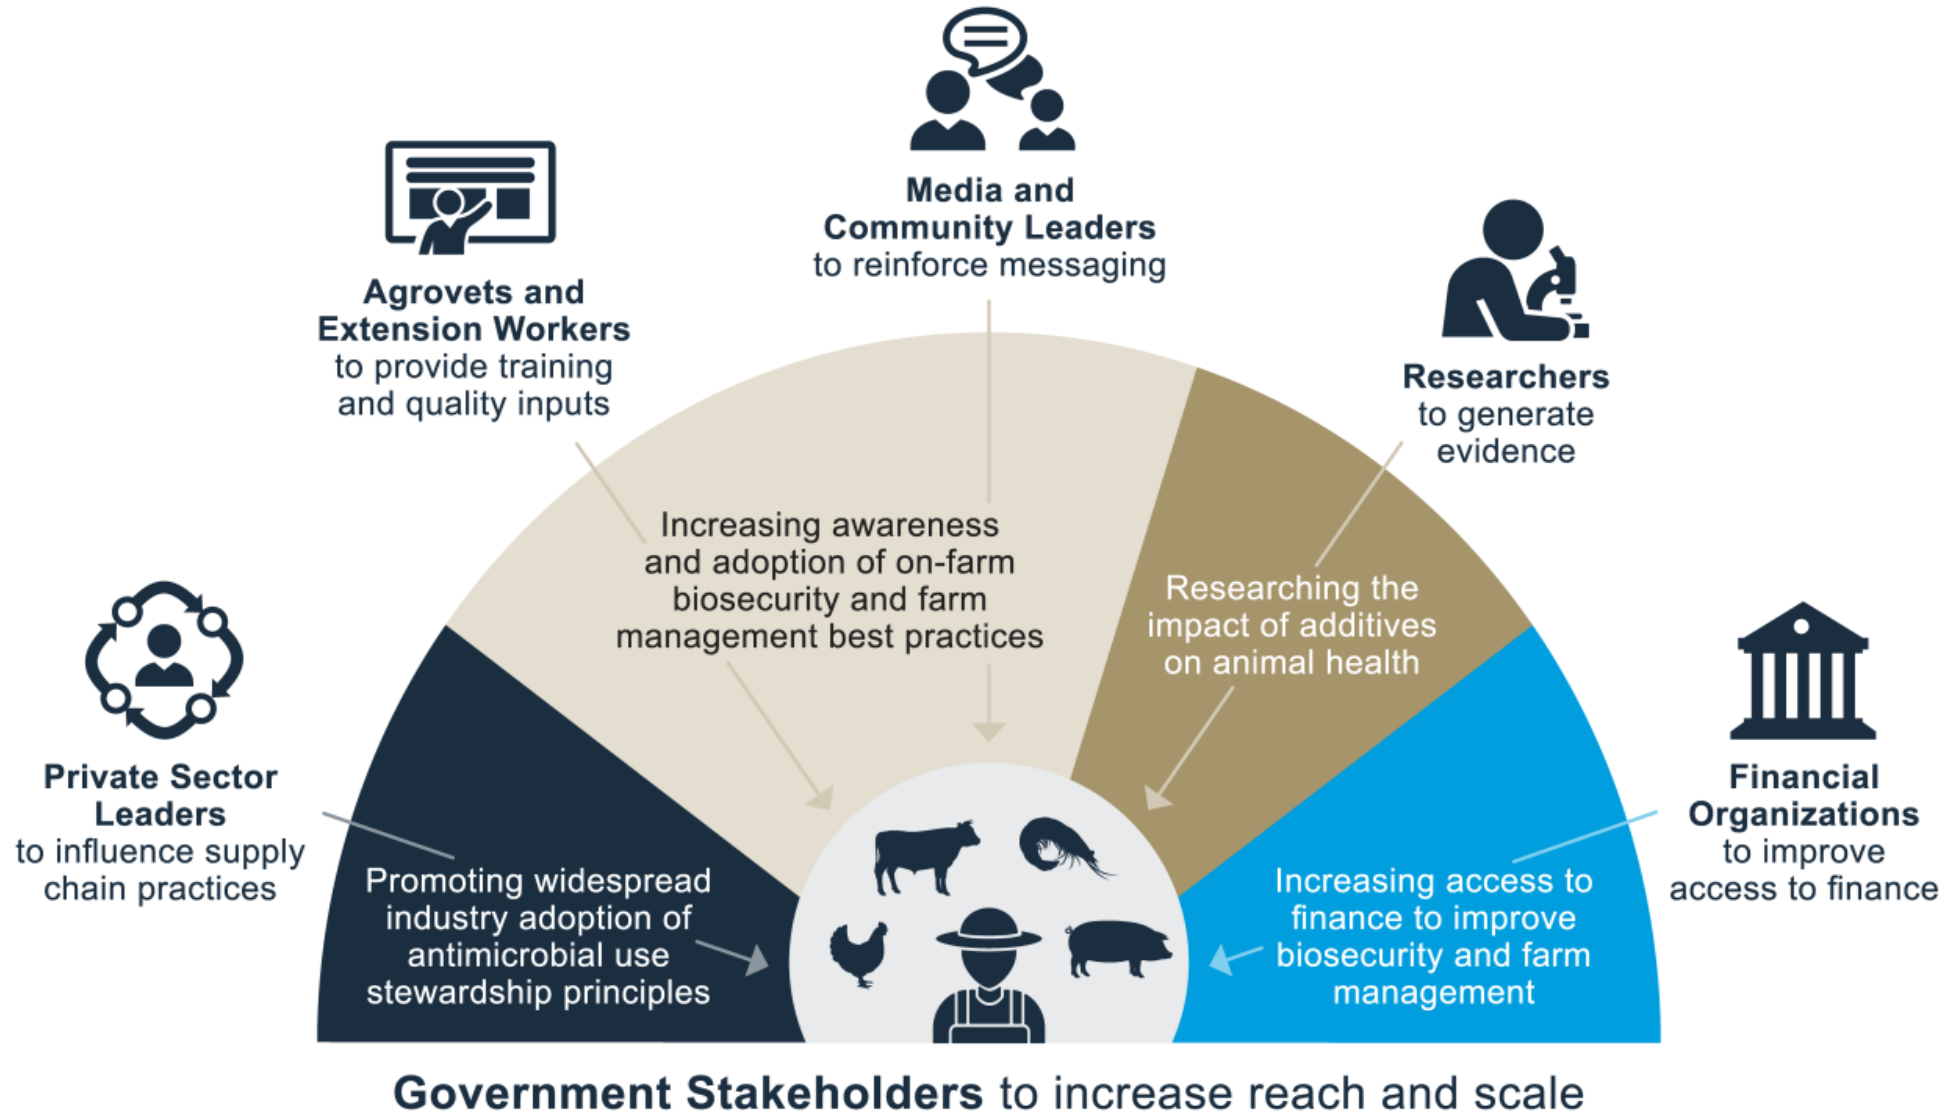 Media and
Community Leaders
to reinforce messaging
Agrovets and
Extension Workers
to provide training
and quality inputs
Researchers
to generate
evidence
Private Sector
Leaders
to influence supply
chain practices
Financial
Organizations
to improve
access to finance
Increasing awareness
and adoption of on-farm
biosecurity and farm
management best practices
Researching the
impact of additives
on animal health
Promoting widespread
industry adoption of
antimicrobial use
stewardship principles
Increasing access to
finance to improve
biosecurity and farm
management
Government Stakeholders to increase reach and scale